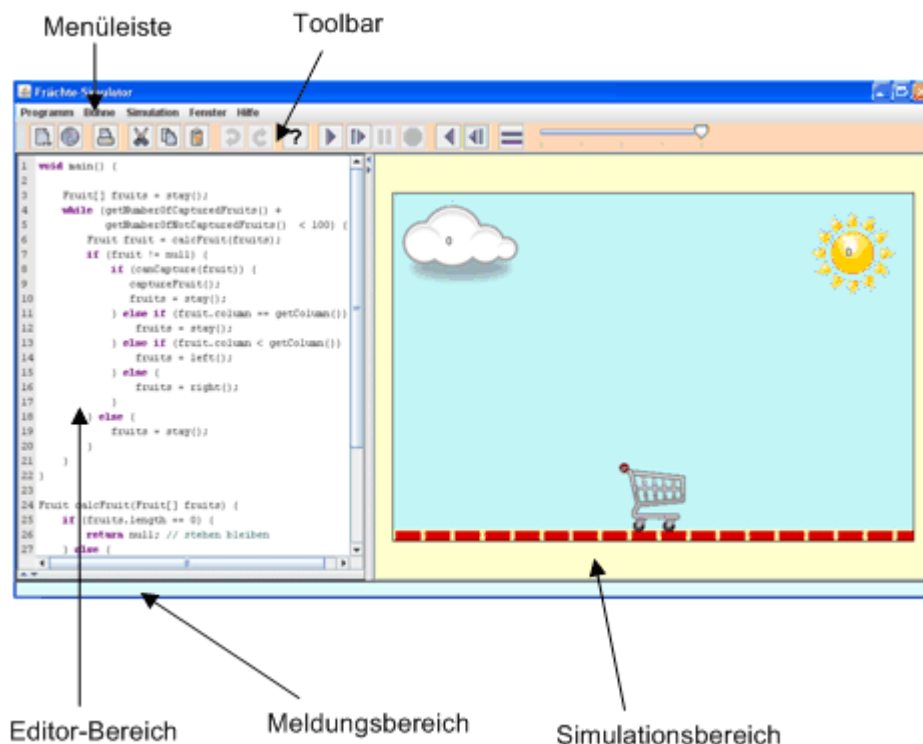 Menüleiste
Toolbar
Früchte-Simulator
Programm Bühne Simulation Fenster Hilfe
1 void main() {
2
3 Fruit[] fruits = stay();
4 while (getNumberOfCapturedFruits() +
5 getNumberOfNotCapturedFruits() < 100) {
6 Fruit fruit = calcFruit(fruits);
7 if (fruit != null) {
8 if (canCapture(fruit)) {
9 captureFruit();
10 fruits = stay();
11 } else if (fruit.column == getColumn())
12 fruits = stay();
13 } else if (fruit.column < getColumn())
14 fruits = left();
15 } else {
16 fruits = right();
17 }
18 } else {
19 fruits = stay();
20 }
21 }
22 }
23
24 Fruit calcFruit(Fruit[] fruits) {
25 if (fruits.length == 0) {
26 return null; // stehen bleiben
27 } else {
0
0
Editor-Bereich
Meldungsbereich
Simulationsbereich